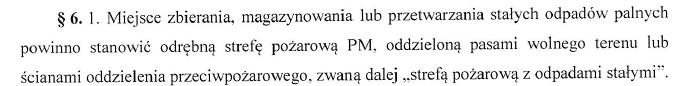 § 6. 1. Miejsce zbierania, magazynowania lub przetwarzania stałych odpadów palnych
powinno stanowić odrębną strefę pożarową PM, oddzieloną pasami wolnego terenu lub
ścianami oddzielenia przeciwpożarowego, zwaną dalej „strefą pożarową z odpadami stałymi”.